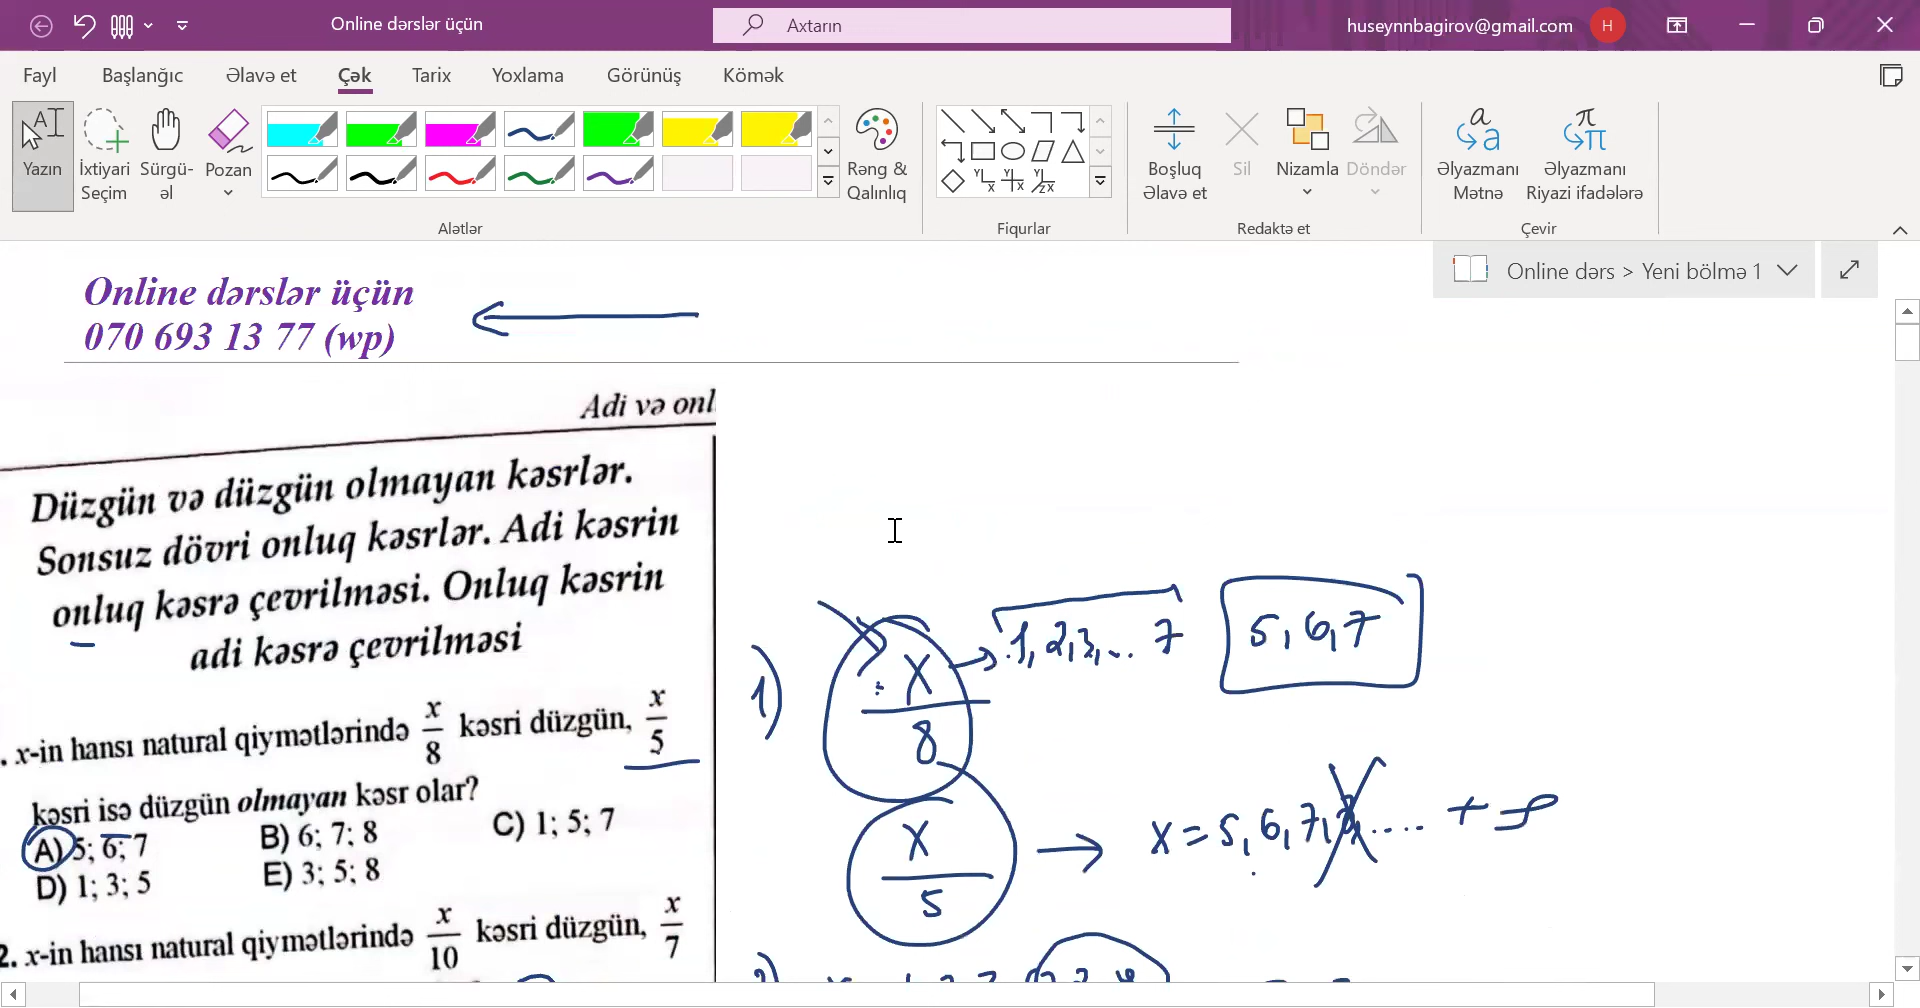 Online dərslər üçün
Axtarın
huseynnbagirov@gmail.com
H
Fayl
Başlanğıc
Əlavə et
Çək
Tarix
Yoxlama
Görünüş
Kömək
Yazın
İxtiyari Seçim
Sürgü-əl
Pozan
Rəng & Qalınlıq
Boşluq Əlavə et
Sil
Nizamla
Döndər
Əlyazmanı Mətnə
Əlyazmanı Riyazi ifadələrə
Alətlər
Fiqurlar
Redaktə et
Çevir
Online dərs > Yeni bölmə 1
Online dərslər üçün
070 693 13 77 (wp)
Adi və onl
Düzgün və düzgün olmayan kəsrlər.
Sonsuz dövri onluq kəsrlər. Adi kəsrin
onluq kəsrə çevrilməsi. Onluq kəsrin
adi kəsrə çevrilməsi
. x-in hansı natural qiymətlərində x/8 kəsri düzgün, x/5
kəsri isə düzgün olmayan kəsr olar?
A) 5; 6; 7 B) 6; 7; 8 C) 1; 5; 7
D) 1; 3; 5 E) 3; 5; 8
2. x-in hansı natural qiymətlərində x/10 kəsri düzgün, x/7
1) x/8 → 1, 2, 3, ... 7
5, 6, 7
x/5 → x = 5, 6, 7, 8, .... + ∞